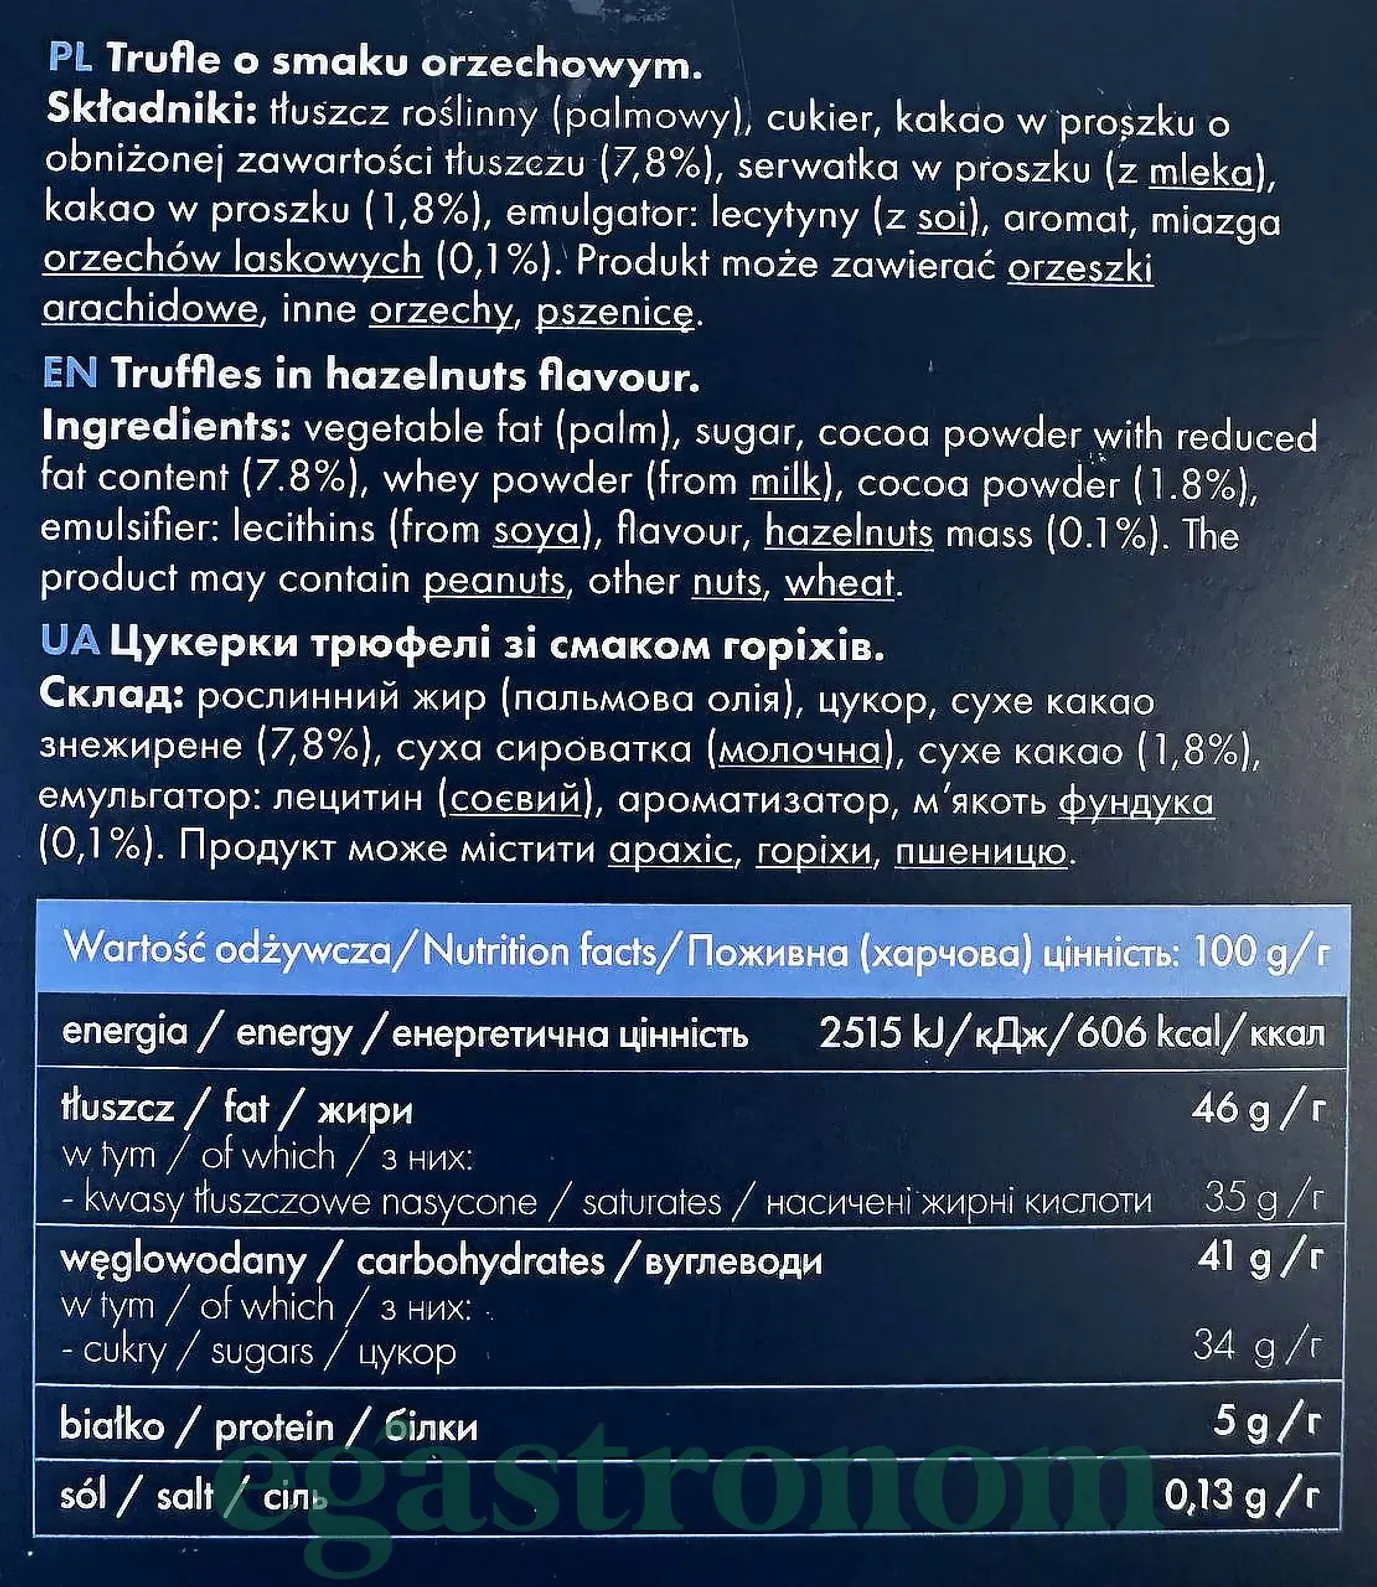 PL Trufle o smaku orzechowym.
Składniki: tłuszcz roślinny (palmowy), cukier, kakao w proszku o
obniżonej zawartości tłuszczu (7,8%), serwatka w proszku (z mleka),
kakao w proszku (1,8%), emulgator: lecytyny (z soi), aromat, miazga
orzechów laskowych (0,1%). Produkt może zawierać orzeszki
arachidowe, inne orzechy, pszenicę.
EN Truffles in hazelnuts flavour.
Ingredients: vegetable fat (palm), sugar, cocoa powder with reduced
fat content (7.8%), whey powder (from milk), cocoa powder (1.8%),
emulsifier: lecithins (from soya), flavour, hazelnuts mass (0.1%). The
product may contain peanuts, other nuts, wheat.
UA Цукерки трюфелі зі смаком горіхів.
Склад: рослинний жир (пальмова олія), цукор, сухе какао
знежирене (7,8%), суха сироватка (молочна), сухе какао (1,8%),
емульгатор: лецитин (соєвий), ароматизатор, м'якоть фундука
(0,1%). Продукт може містити арахіс, горіхи, пшеницю.
Wartość odżywcza/Nutrition facts/Поживна (харчова) цінність: 100 g/г
energia / energy /енергетична цінність 2515 kJ/кДж/606 kcal/ккал
tłuszcz / fat / жири 46 g/г
w tym / of which / з них:
- kwasy tłuszczowe nasycone / saturates / насичені жирні кислоти 35 g/г
węglowodany / carbohydrates /вуглеводи 41 g/г
w tym / of which / з них:
- cukry / sugars / цукор 34 g/г
białko / protein / білки 5 g/г
sól / salt / сіль 0,13 g/г
egastronom